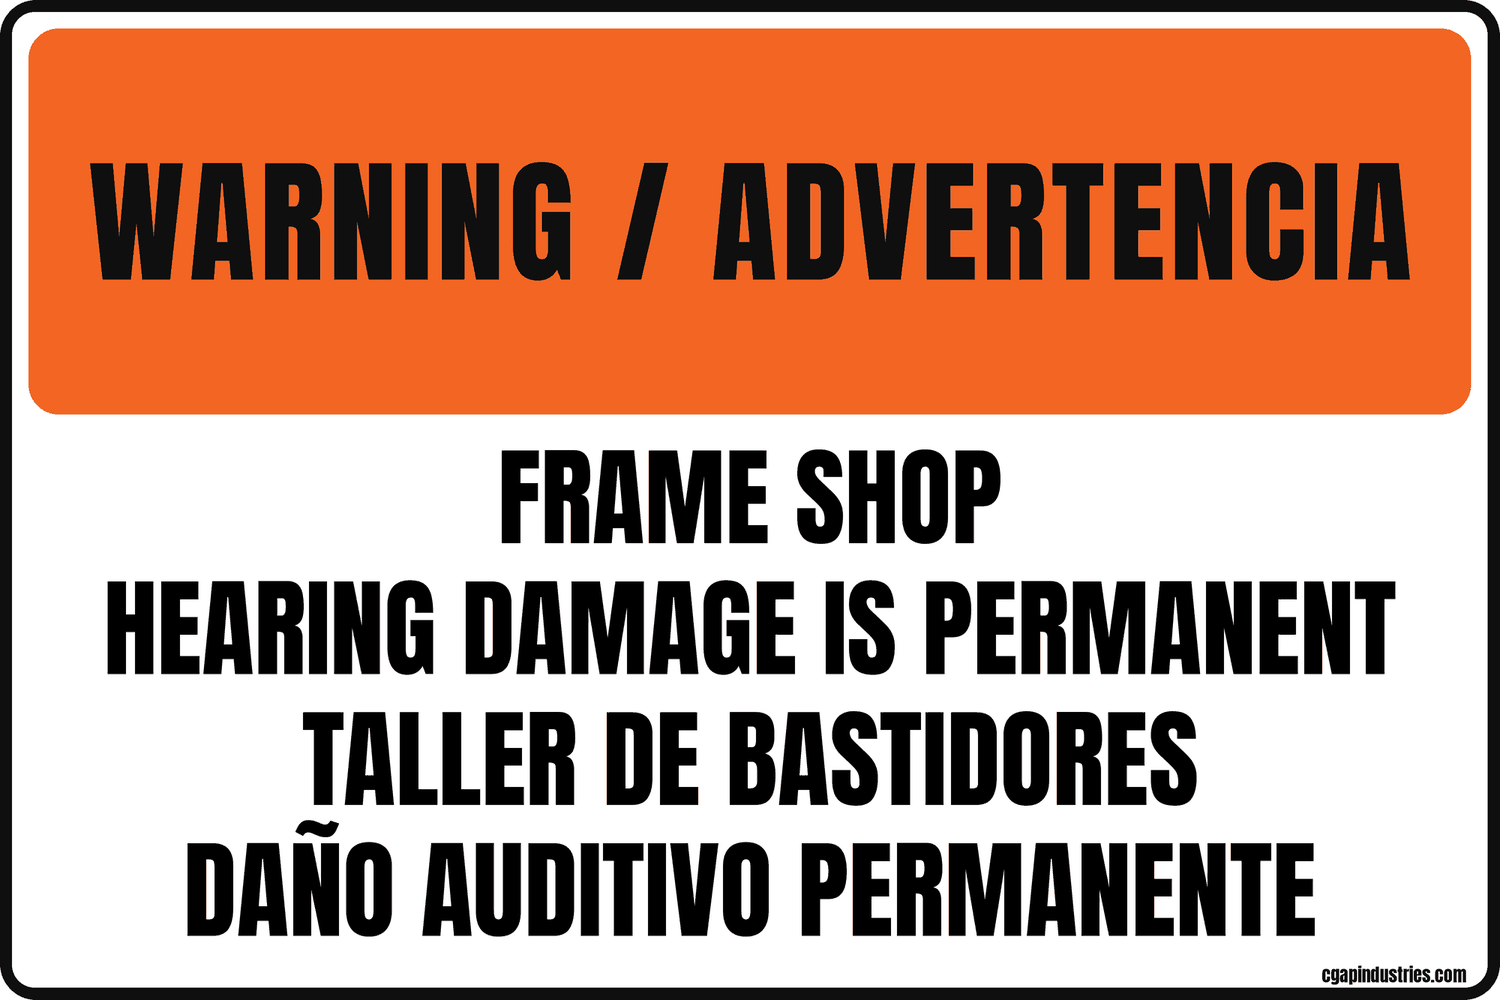 WARNING / ADVERTENCIA
FRAME SHOP
HEARING DAMAGE IS PERMANENT
TALLER DE BASTIDORES
DAÑO AUDITIVO PERMANENTE
cgapindustries.com